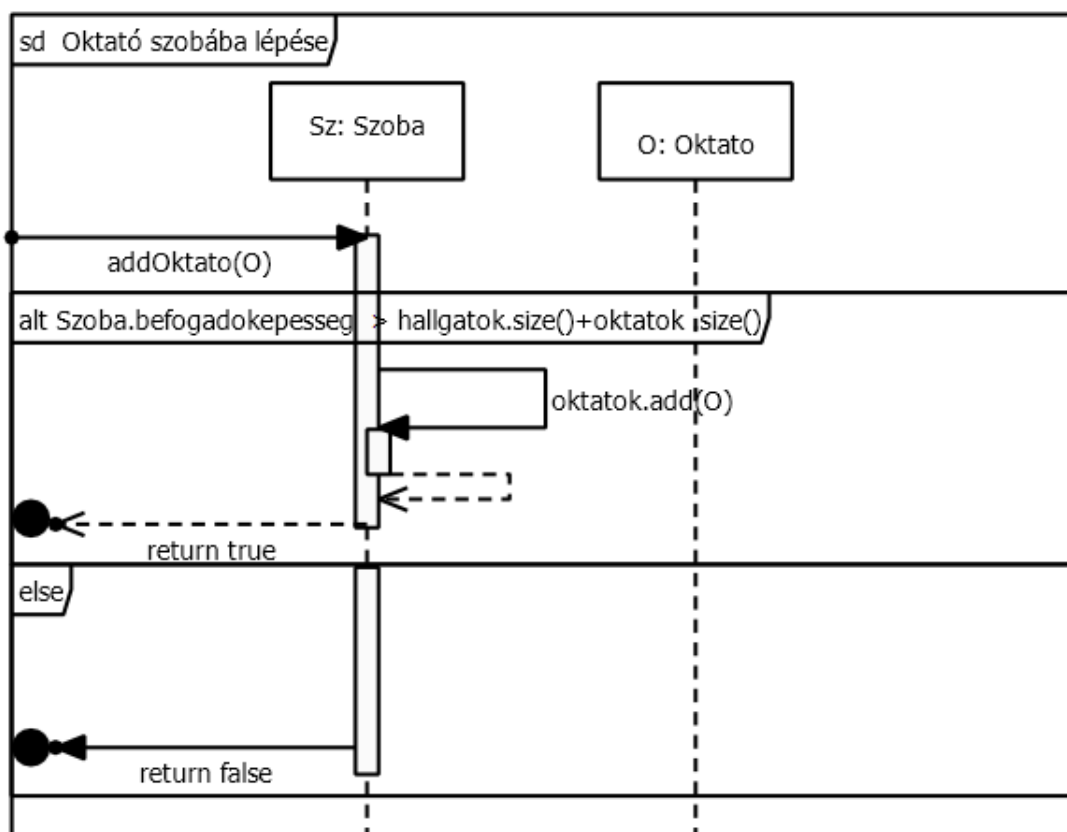 sd Oktató szobába lépése
Sz: Szoba
O: Oktato
addOktato(O)
alt Szoba.befogadokepesseg > hallgatok.size()+oktatok size()
oktatok.add(O)
return true
else
return false